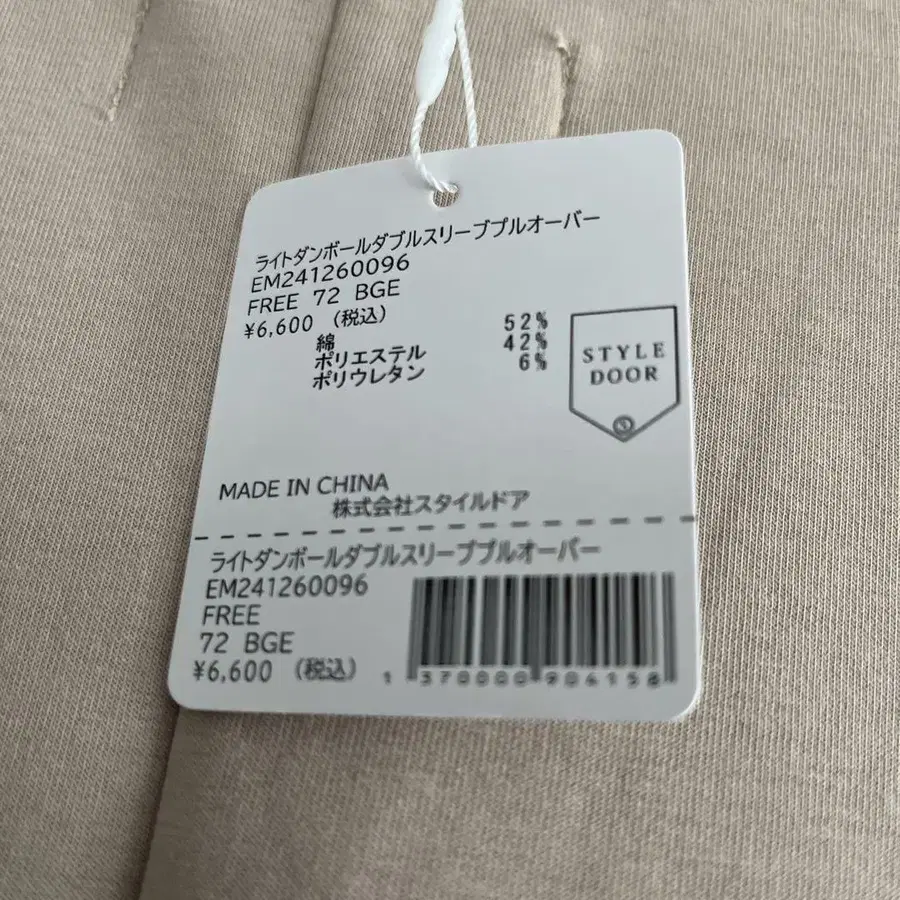 ライトダンボールダブルスリーブプルオーバー
EM241260096
FREE 72 BGE
¥6,600 (税込)
綿 52%
ポリエステル 42%
ポリウレタン 6%
STYLE
DOOR
MADE IN CHINA
株式会社スタイルドア
ライトダンボールダブルスリーブプルオーバー
EM241260096
FREE
72 BGE
¥6,600 (税込)
1 370000 904158